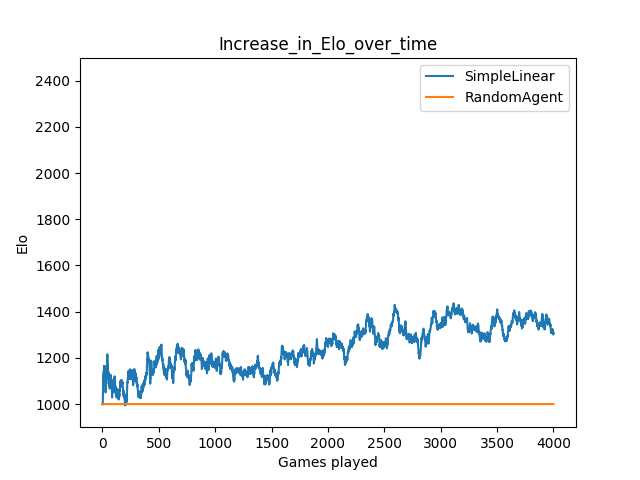 Increase_in_Elo_over_time
SimpleLinear
RandomAgent
2400
2200
2000
1800
1600
1400
1200
1000
Elo
0 500 1000 1500 2000 2500 3000 3500 4000
Games played